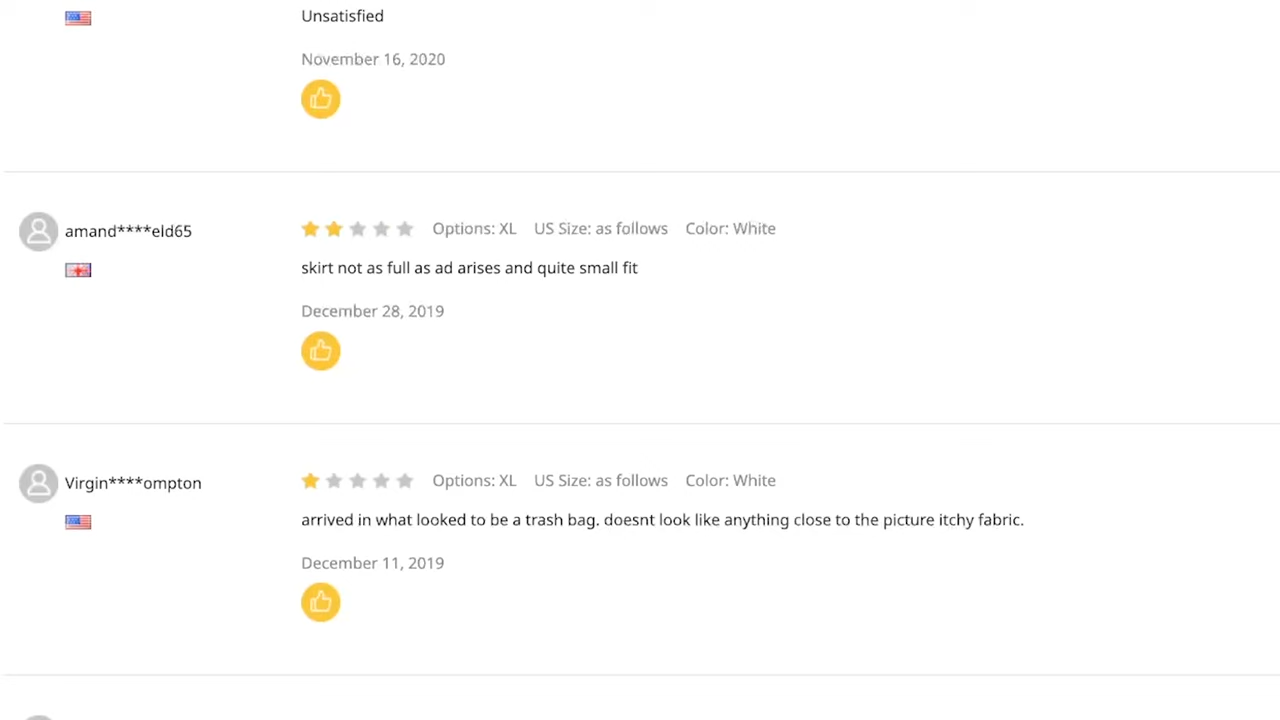 Unsatisfied
November 16, 2020
amand****eld65
Options: XL US Size: as follows Color: White
skirt not as full as ad arises and quite small fit
December 28, 2019
Virgin****ompton
Options: XL US Size: as follows Color: White
arrived in what looked to be a trash bag. doesnt look like anything close to the picture itchy fabric.
December 11, 2019